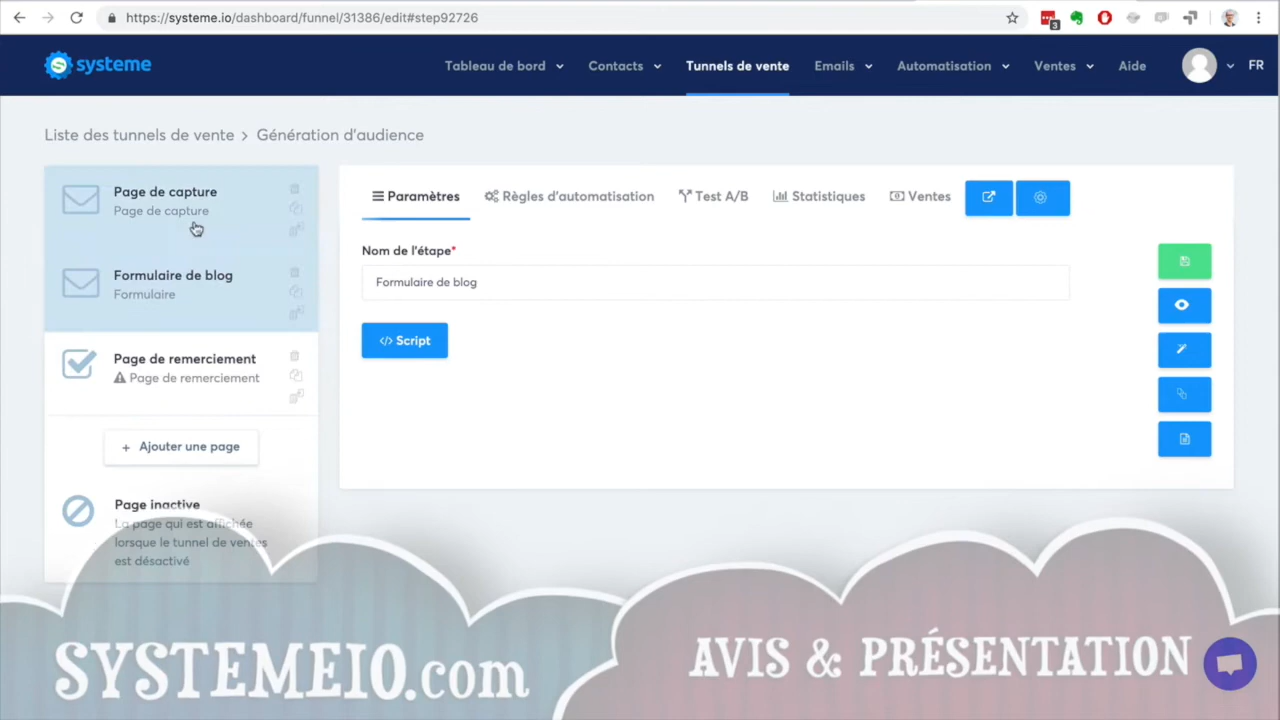 https://systeme.io/dashboard/funnel/31386/edit#step92726
3
systeme
Tableau de bord
Contacts
Tunnels de vente
Emails
Automatisation
Ventes
Aide
FR
Liste des tunnels de vente > Génération d'audience
Page de capture
Page de capture
Formulaire de blog
Formulaire
Page de remerciement
Page de remerciement
+ Ajouter une page
Page inactive
La page qui est affichée
lorsque le tunnel de ventes
est désactivé
Paramètres
Règles d'automatisation
Test A/B
Statistiques
Ventes
Nom de l'étape*
Formulaire de blog
</> Script
SYSTEMEIO.com
AVIS & PRÉSENTATION